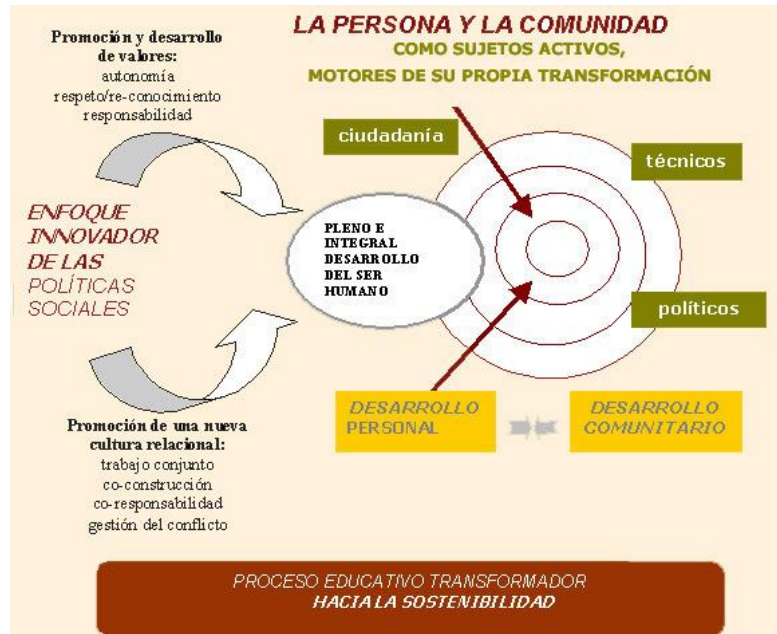 LA PERSONA Y LA COMUNIDAD
COMO SUJETOS ACTIVOS,
MOTORES DE SU PROPIA TRANSFORMACIÓN
Promoción y desarrollo
de valores:
autonomía
respeto/re-conocimiento
responsabilidad
ciudadanía
técnicos
ENFOQUE
INNOVADOR
DE LAS
POLÍTICAS
SOCIALES
PLENO E
INTEGRAL
DESARROLLO
DEL SER
HUMANO
políticos
DESARROLLO
PERSONAL
DESARROLLO
COMUNITARIO
Promoción de una nueva
cultura relacional:
trabajo conjunto
co-construcción
co-responsabilidad
gestión del conflicto
PROCESO EDUCATIVO TRANSFORMADOR
HACIA LA SOSTENIBILIDAD